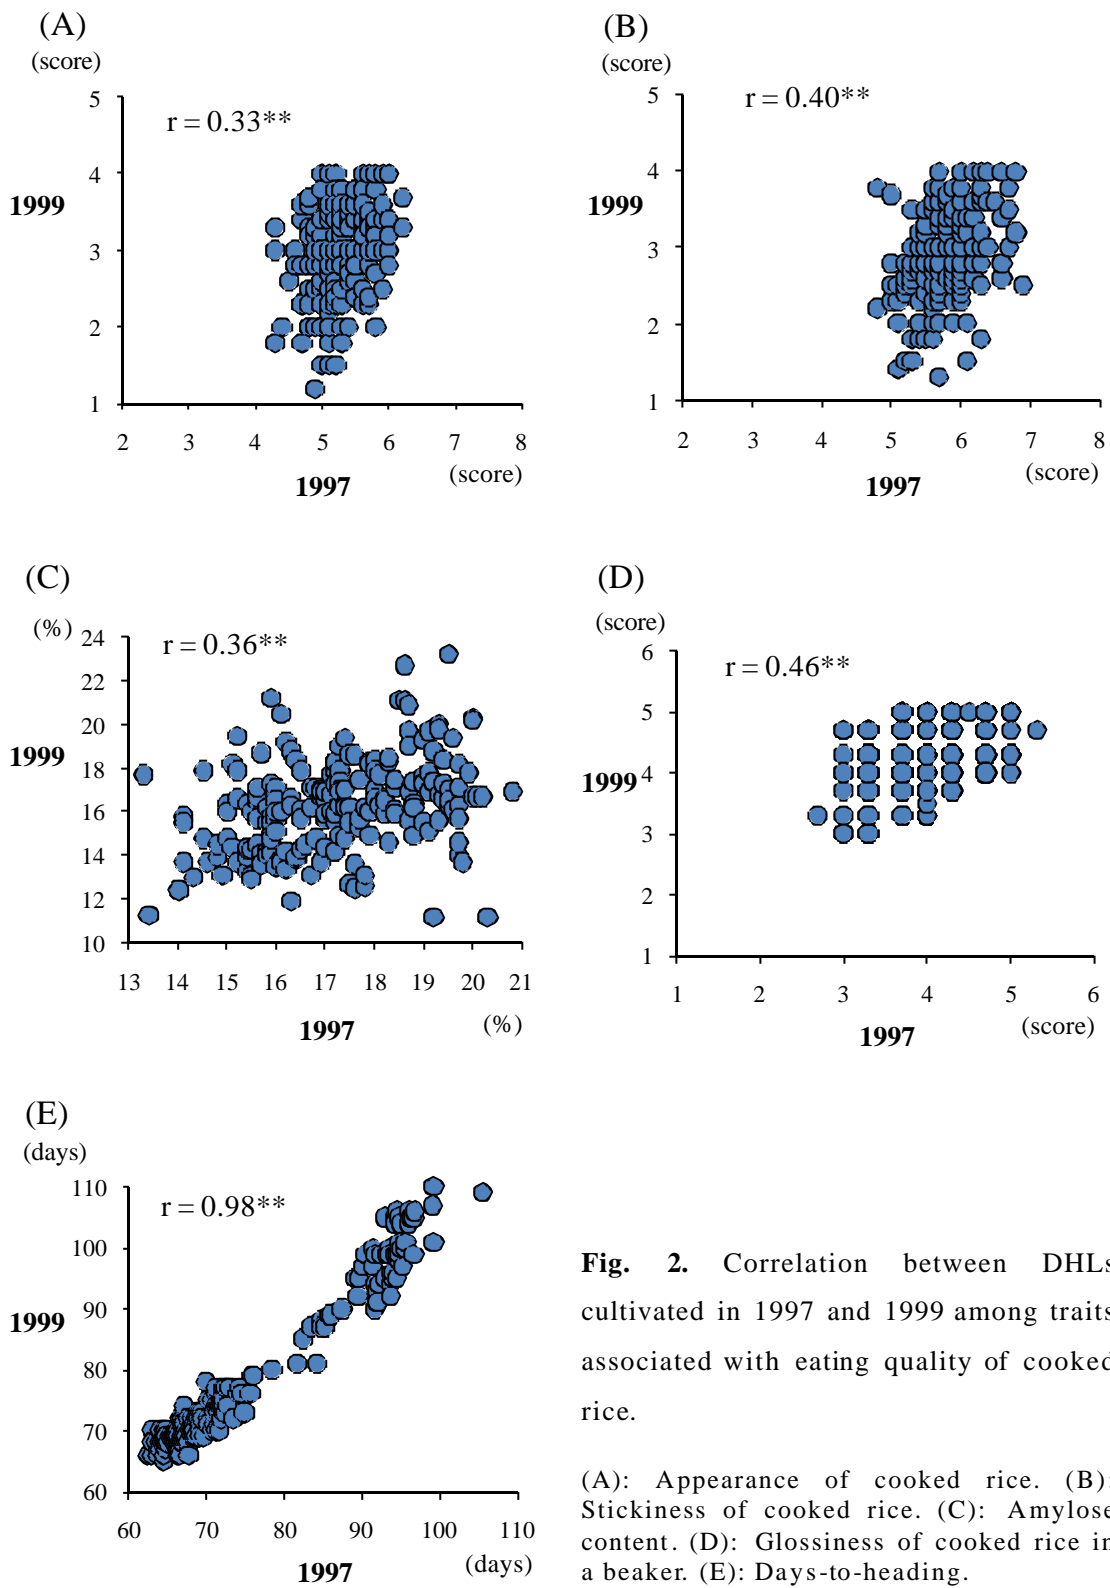 (A)
(score)
5
r = 0.33**
4
1999
3
2
1
2 3 4 5 6 7 8
(score)
1997
(B)
(score)
5
r = 0.40**
4
1999
3
2
1
2 3 4 5 6 7 8
(score)
1997
(C)
(%)
24
r = 0.36**
22
20
1999
18
16
14
12
10
13 14 15 16 17 18 19 20 21
1997
(%)
(D)
(score)
6
r = 0.46**
5
4
1999
3
2
1
1 2 3 4 5 6
(score)
1997
(E)
(days)
110
r = 0.98**
100
90
1999
80
70
60
60 70 80 90 100 110
1997
(days)
Fig. 2. Correlation between DHLs
cultivated in 1997 and 1999 among traits
associated with eating quality of cooked
rice.
(A): Appearance of cooked rice. (B):
Stickiness of cooked rice. (C): Amylose
content. (D): Glossiness of cooked rice in
a beaker. (E): Days-to-heading.